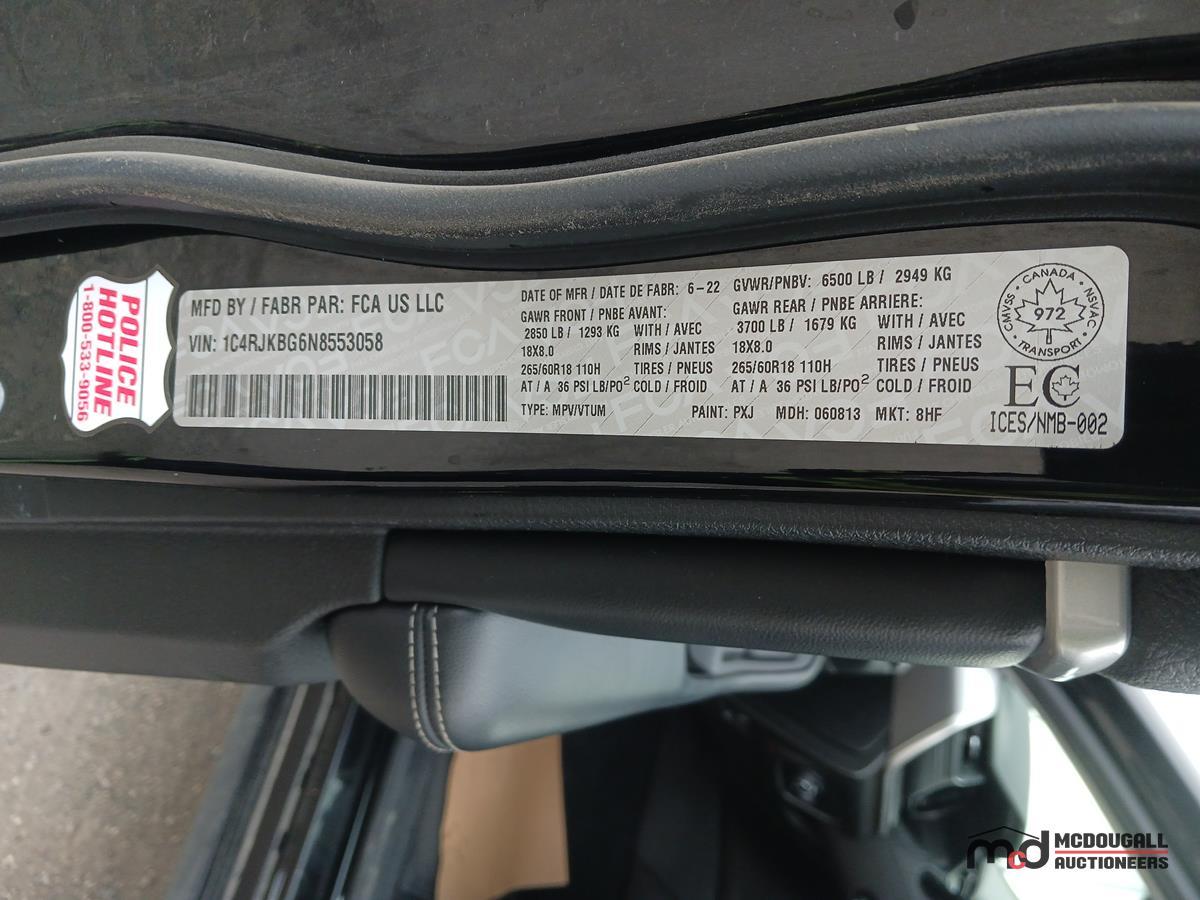 POLICE
HOTLINE
1-800-533-9056
MFD BY / FABR PAR: FCA US LLC
VIN: 1C4RJKBG6N8553058
DATE OF MFR / DATE DE FABR: 6-22
GAWR FRONT / PNBE AVANT:
2850 LB / 1293 KG WITH / AVEC
18X8.0 RIMS / JANTES
265/60R18 110H TIRES / PNEUS
AT / A 36 PSI LB/PO² COLD / FROID
TYPE: MPV/VTUM
GVWR/PNBV: 6500 LB / 2949 KG
GAWR REAR / PNBE ARRIERE:
3700 LB / 1679 KG WITH / AVEC
18X8.0 RIMS / JANTES
265/60R18 110H TIRES / PNEUS
AT / A 36 PSI LB/PO² COLD / FROID
PAINT: PXJ MDH: 060813 MKT: 8HF
CANADA
CMVSS
NSVAC
972
TRANSPORT
EC
ICES/NMB-002
mcd MCDOUGALL
AUCTIONEERS